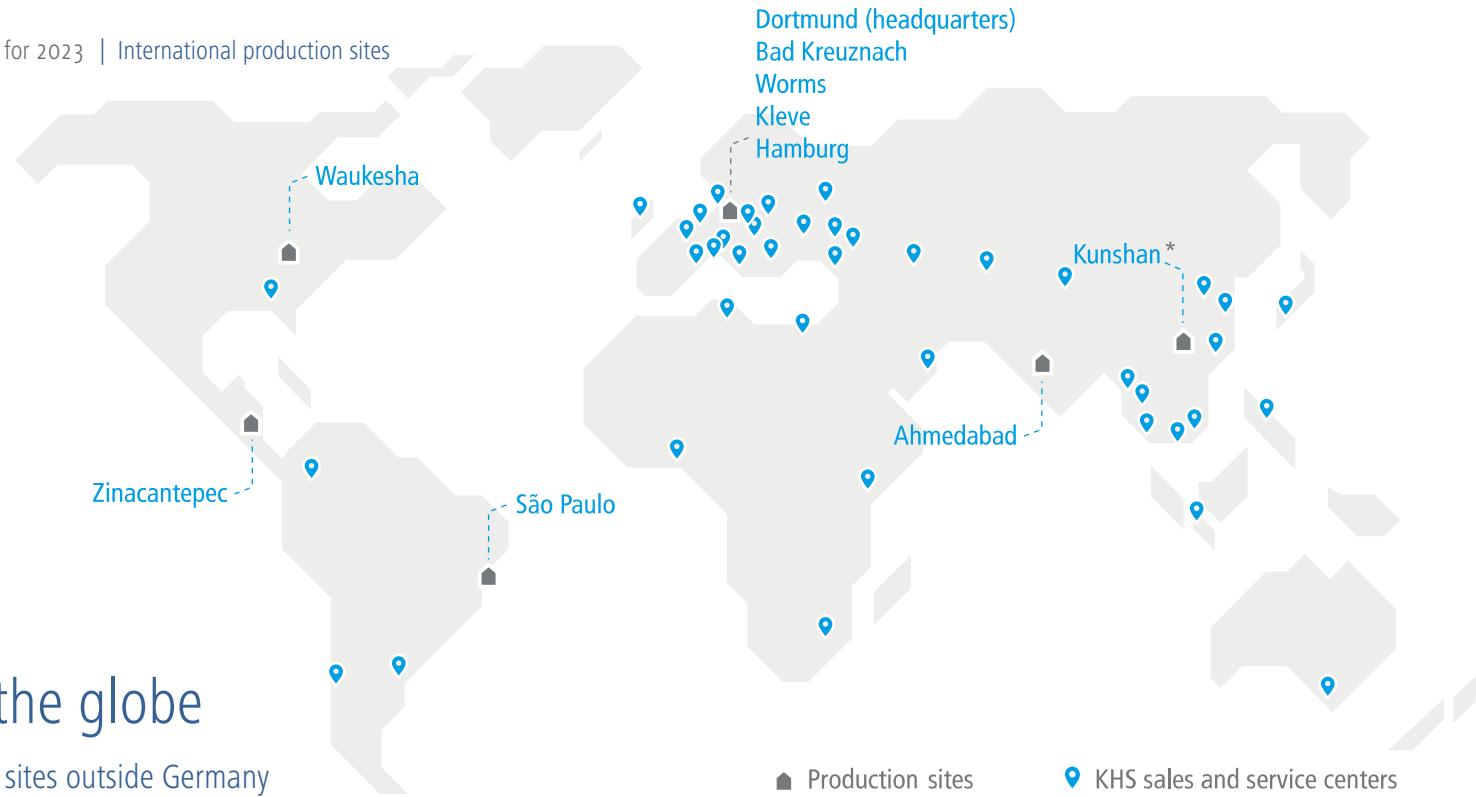 for 2023 | International production sites
Dortmund (headquarters)
Bad Kreuznach
Worms
Kleve
Hamburg
Waukesha
Kunshan*
Ahmedabad
Zinacantepec
São Paulo
the globe
sites outside Germany
Production sites
KHS sales and service centers